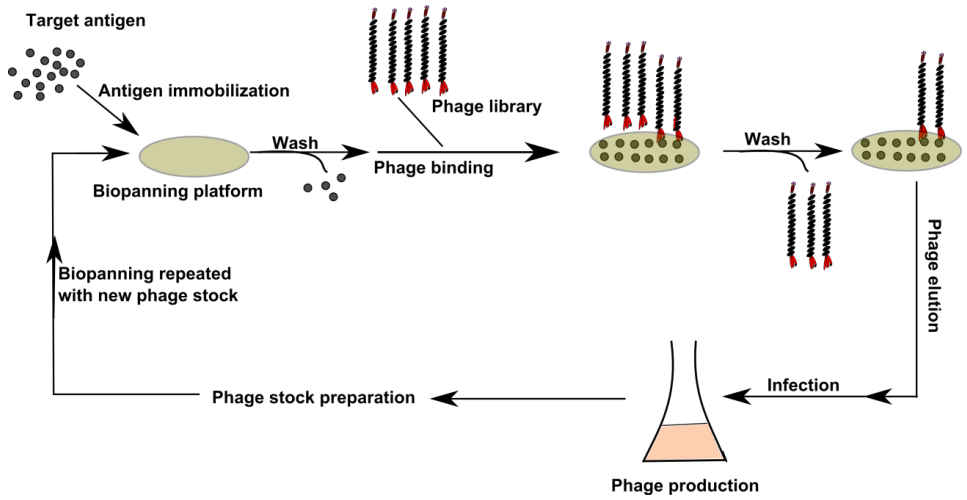 Target antigen
Antigen immobilization
Biopanning platform
Wash
Phage library
Phage binding
Wash
Phage elution
Infection
Phage production
Phage stock preparation
Biopanning repeated
with new phage stock